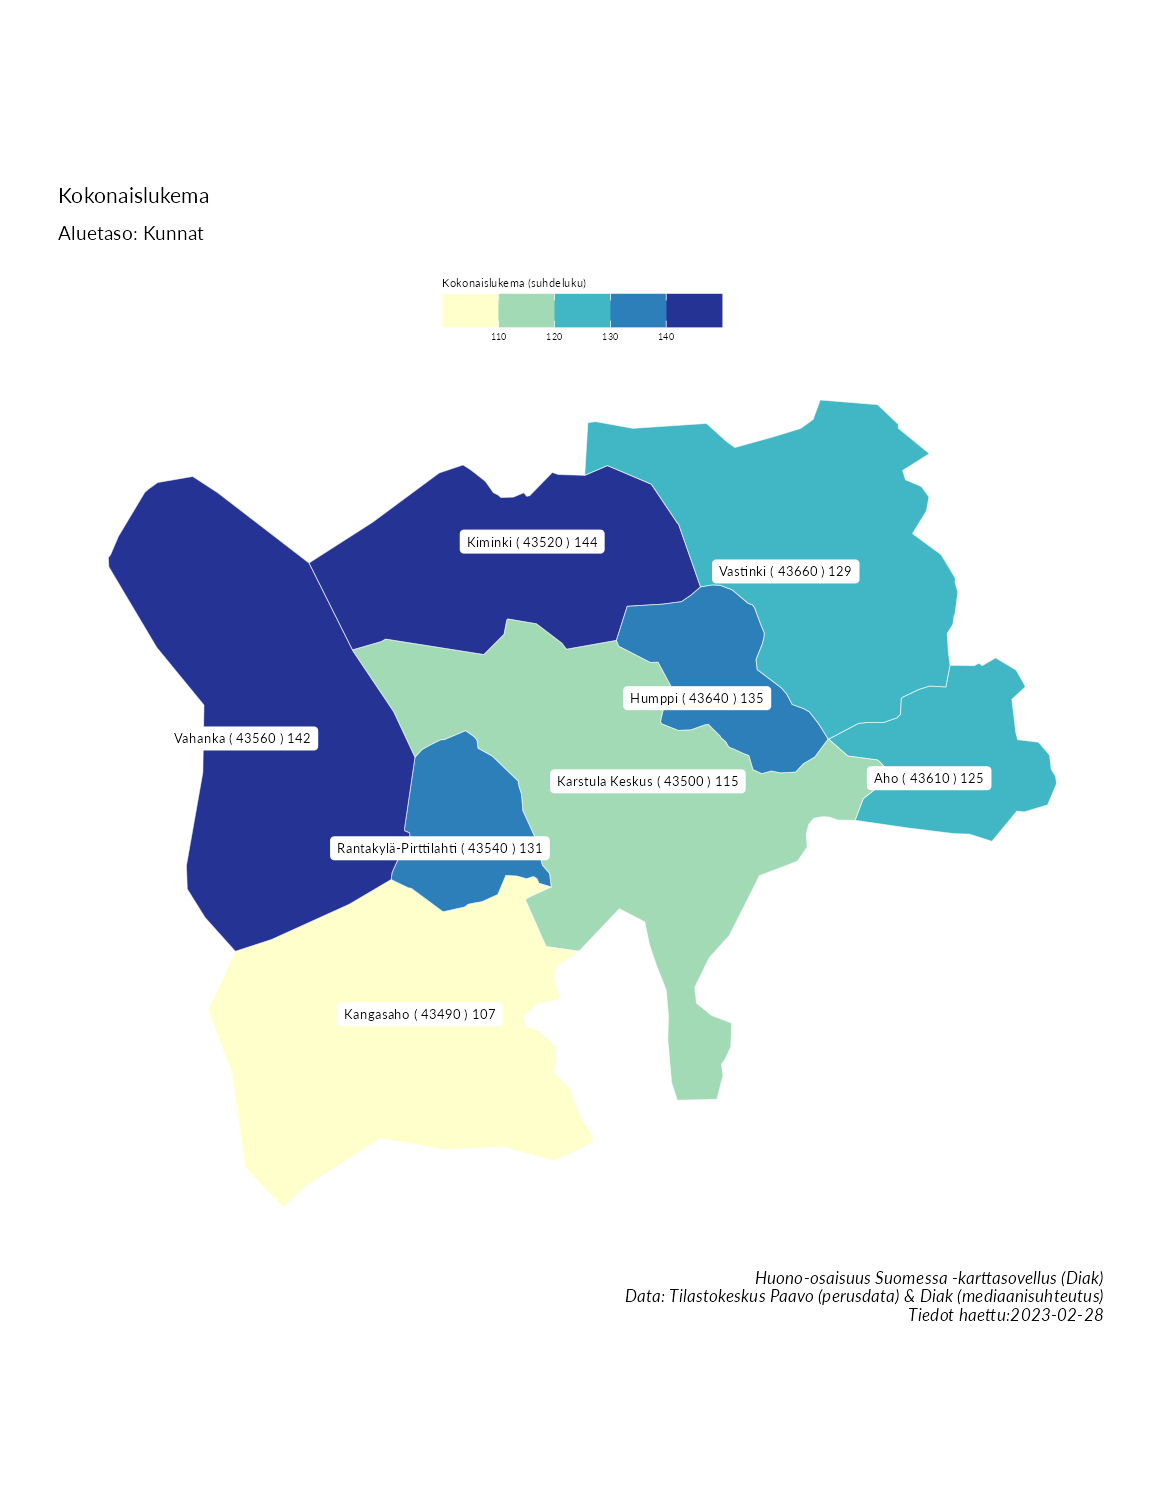 Kokonaislukema
Aluetaso: Kunnat
Kokonaislukema (suhdeluku)
110 120 130 140
Kiminki ( 43520 ) 144
Vastinki ( 43660 ) 129
Humppi ( 43640 ) 135
Vahanka ( 43560 ) 142
Karstula Keskus ( 43500 ) 115
Aho ( 43610 ) 125
Rantakylä-Pirttilahti ( 43540 ) 131
Kangasaho ( 43490 ) 107
Huono-osaisuus Suomessa -karttasovellus (Diak)
Data: Tilastokeskus Paavo (perusdata) & Diak (mediaanisuhteutus)
Tiedot haettu:2023-02-28